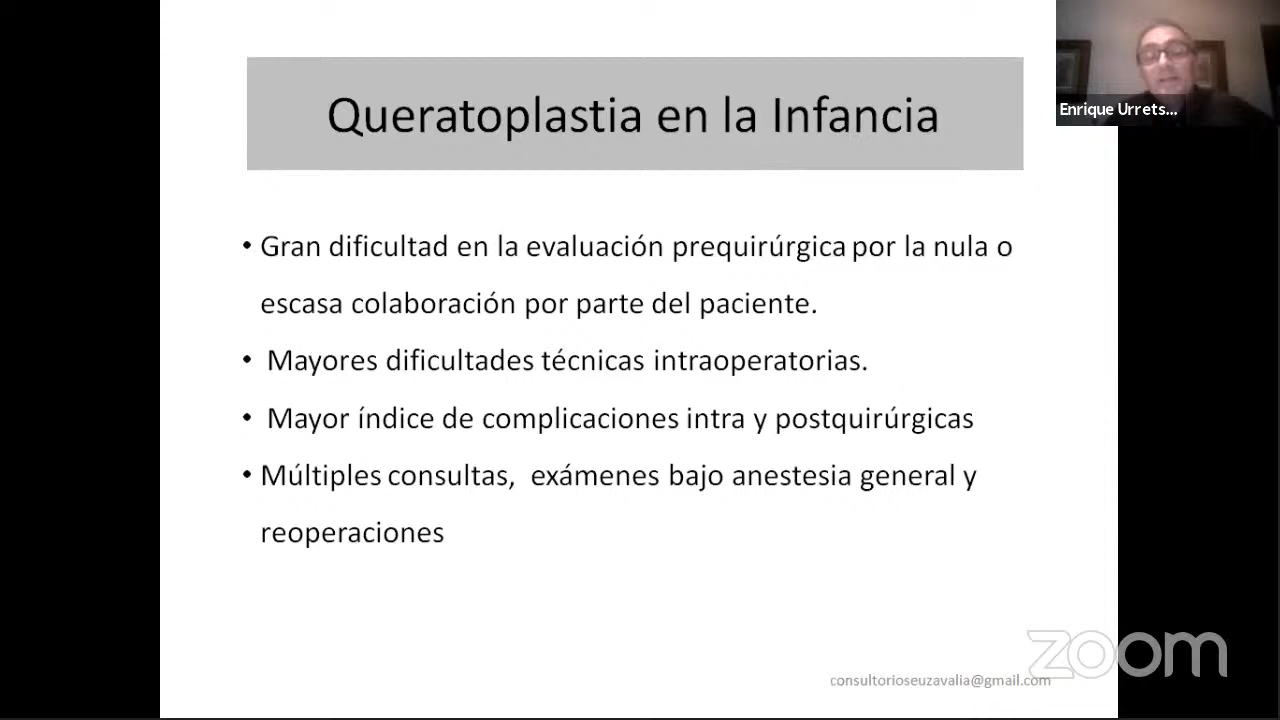 Queratoplastia en la Infancia
Enrique Urrets...
• Gran dificultad en la evaluación prequirúrgica por la nula o
escasa colaboración por parte del paciente.
• Mayores dificultades técnicas intraoperatorias.
• Mayor índice de complicaciones intra y postquirúrgicas
• Múltiples consultas, exámenes bajo anestesia general y
reoperaciones
zoom
consultorioseuzavalia@gmail.com